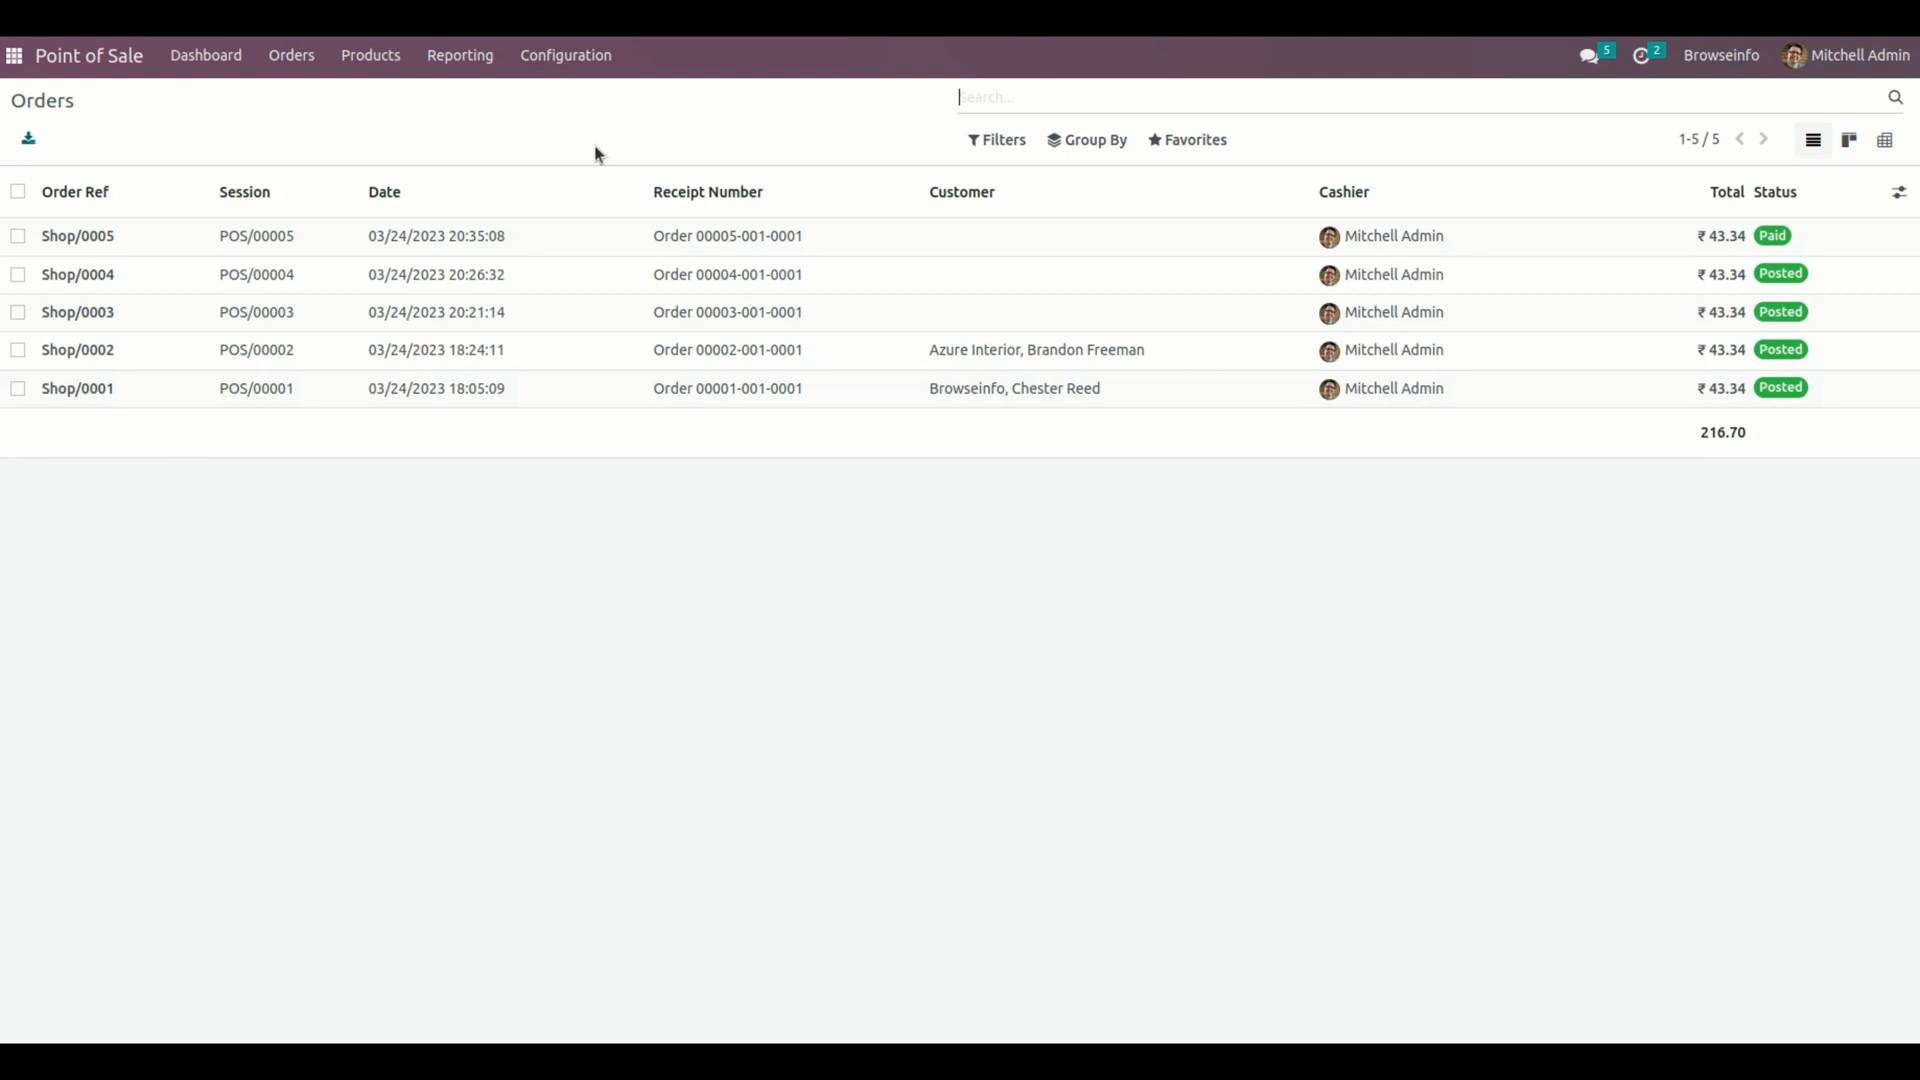 Point of Sale Dashboard Orders Products Reporting Configuration 5 2 Browseinfo Mitchell Admin
Orders Search...
Filters Group By Favorites 1-5 / 5
Order Ref Session Date Receipt Number Customer Cashier Total Status
Shop/0005 POS/00005 03/24/2023 20:35:08 Order 00005-001-0001 Mitchell Admin ₹ 43.34 Paid
Shop/0004 POS/00004 03/24/2023 20:26:32 Order 00004-001-0001 Mitchell Admin ₹ 43.34 Posted
Shop/0003 POS/00003 03/24/2023 20:21:14 Order 00003-001-0001 Mitchell Admin ₹ 43.34 Posted
Shop/0002 POS/00002 03/24/2023 18:24:11 Order 00002-001-0001 Azure Interior, Brandon Freeman Mitchell Admin ₹ 43.34 Posted
Shop/0001 POS/00001 03/24/2023 18:05:09 Order 00001-001-0001 Browseinfo, Chester Reed Mitchell Admin ₹ 43.34 Posted
216.70